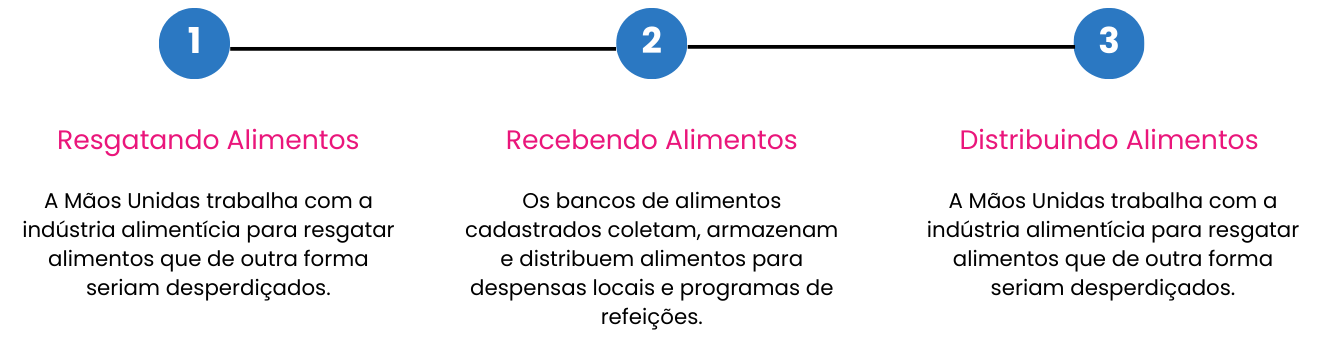 1
2
3
Resgatando Alimentos
A Mãos Unidas trabalha com a
indústria alimentícia para resgatar
alimentos que de outra forma
seriam desperdiçados.
Recebendo Alimentos
Os bancos de alimentos
cadastrados coletam, armazenam
e distribuem alimentos para
despensas locais e programas de
refeições.
Distribuindo Alimentos
A Mãos Unidas trabalha com a
indústria alimentícia para resgatar
alimentos que de outra forma
seriam desperdiçados.